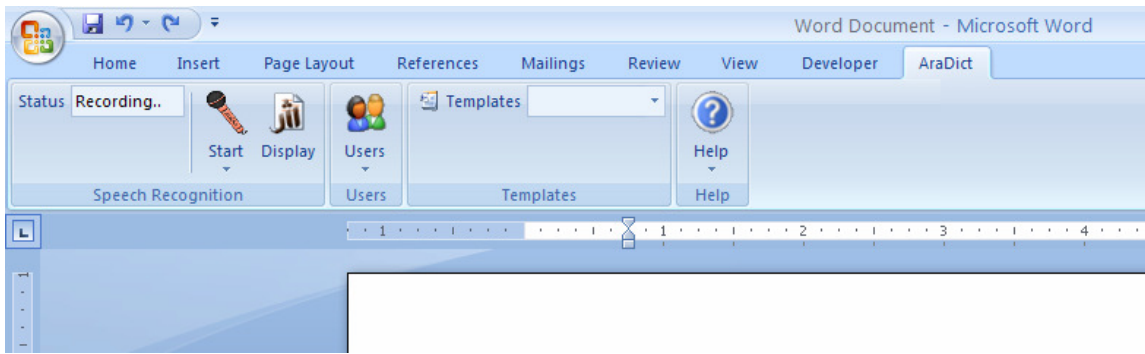 Word Document - Microsoft Word
Home Insert Page Layout References Mailings Review View Developer AraDict
Status Recording.. Templates
Start Display Users Help
Speech Recognition Users Templates Help
L 1 1 2 3 4
1